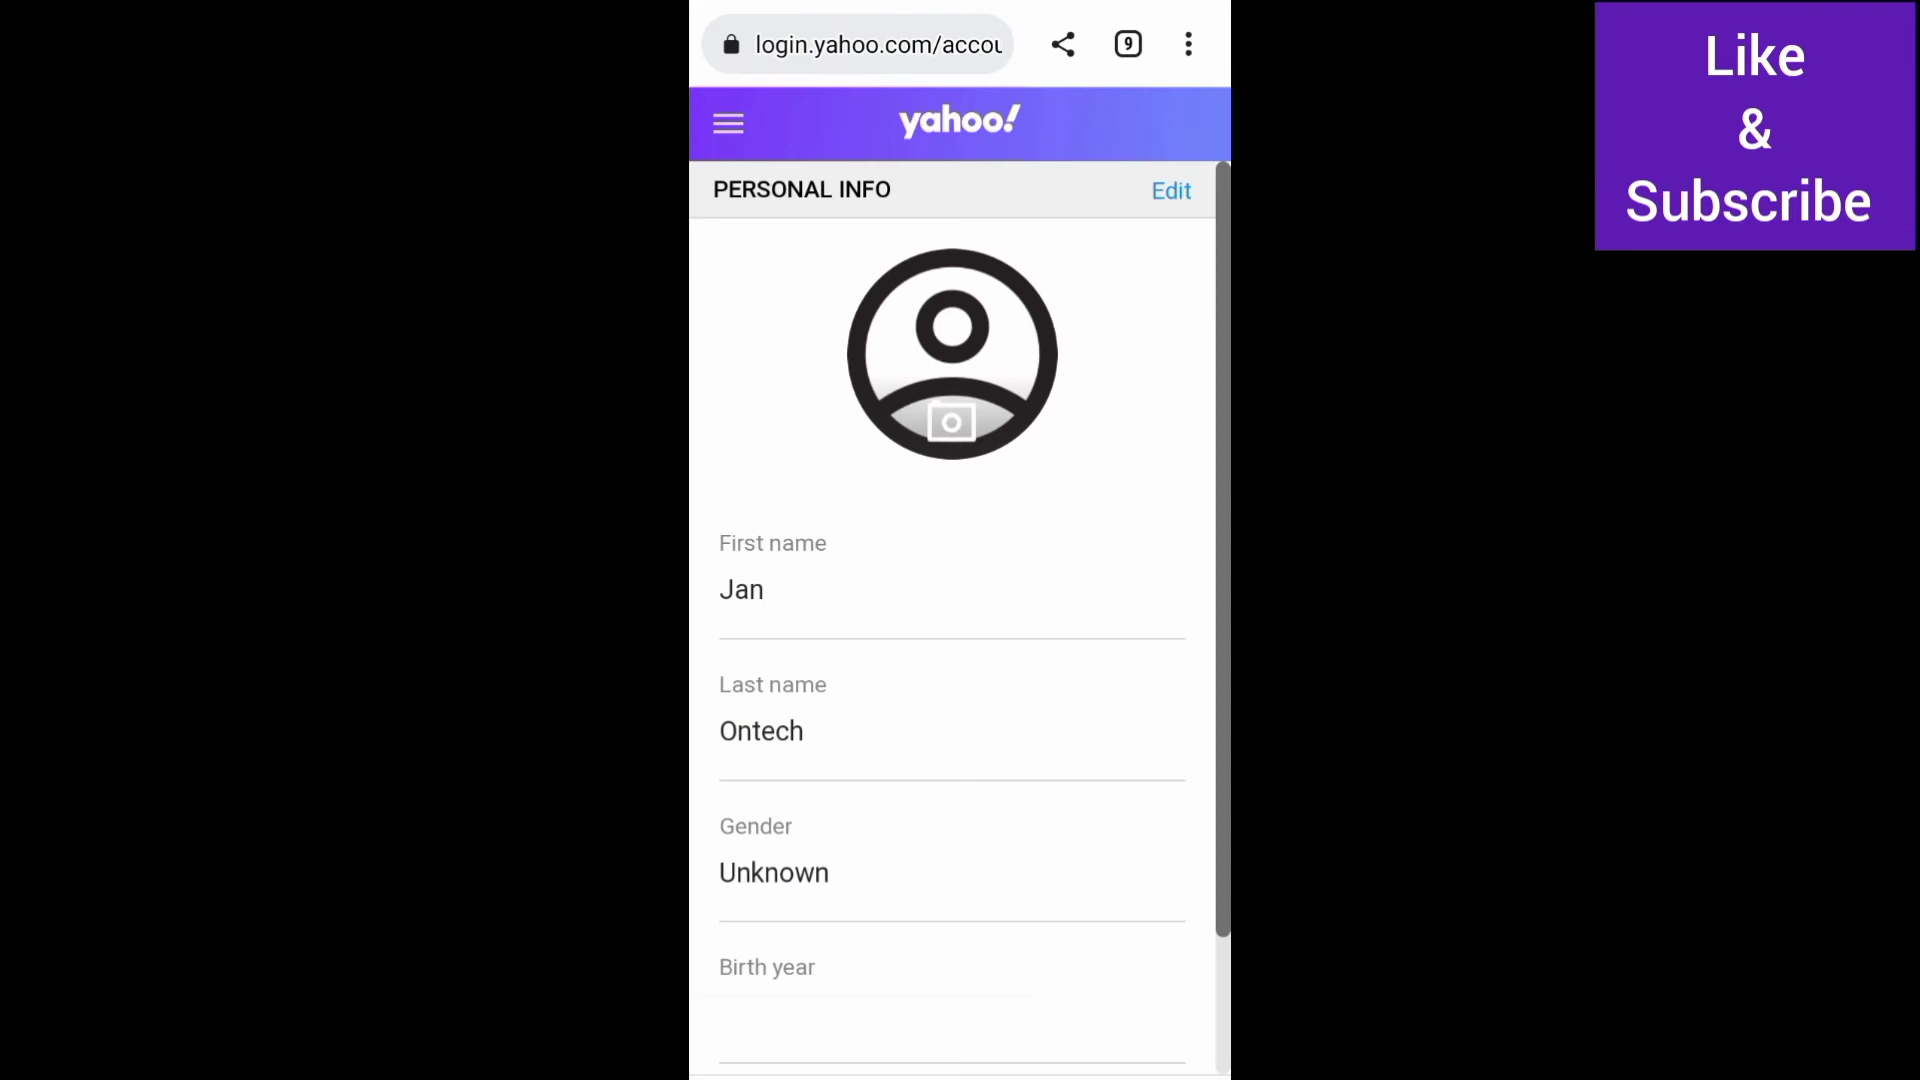 login.yahoo.com/accou
9
yahoo!
PERSONAL INFO
Edit
First name
Jan
Last name
Ontech
Gender
Unknown
Birth year
Like
&
Subscribe